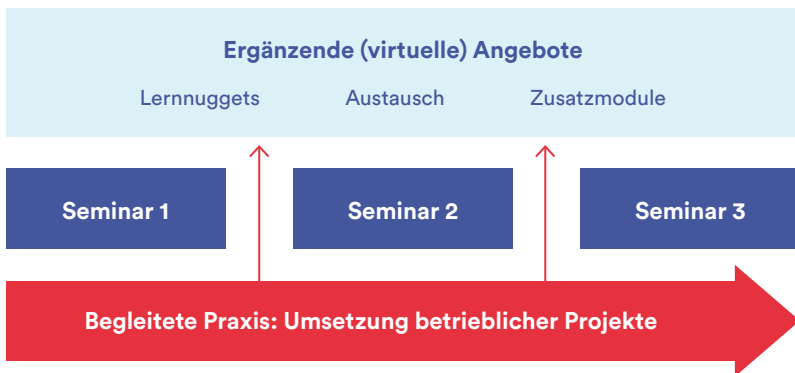 Ergänzende (virtuelle) Angebote
Lernnuggets Austausch Zusatzmodule
Seminar 1 Seminar 2 Seminar 3
Begleitete Praxis: Umsetzung betrieblicher Projekte